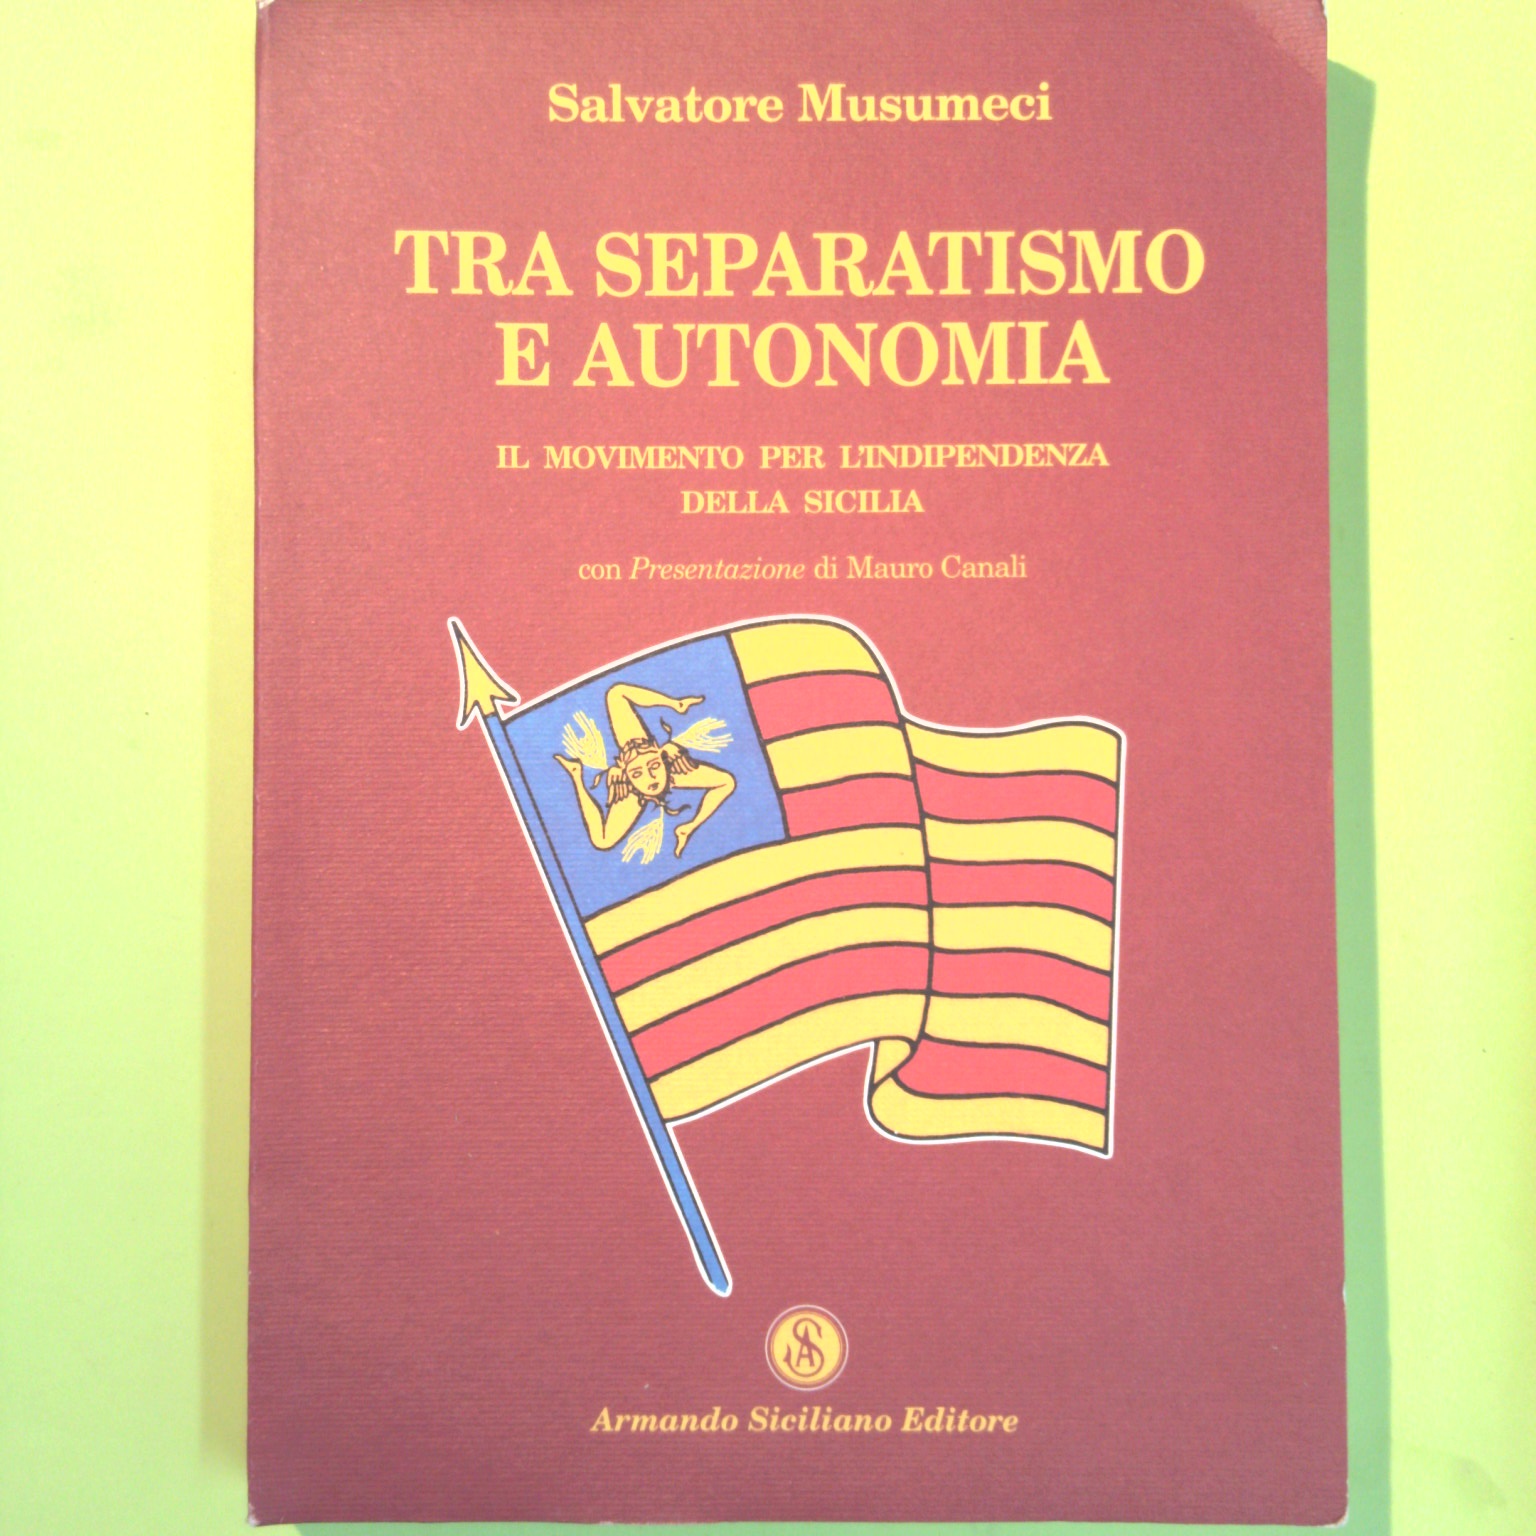 Salvatore Musumeci
TRA SEPARATISMO
E AUTONOMIA
IL MOVIMENTO PER L'INDIPENDENZA
DELLA SICILIA
con Presentazione di Mauro Canali
SA
Armando Siciliano Editore